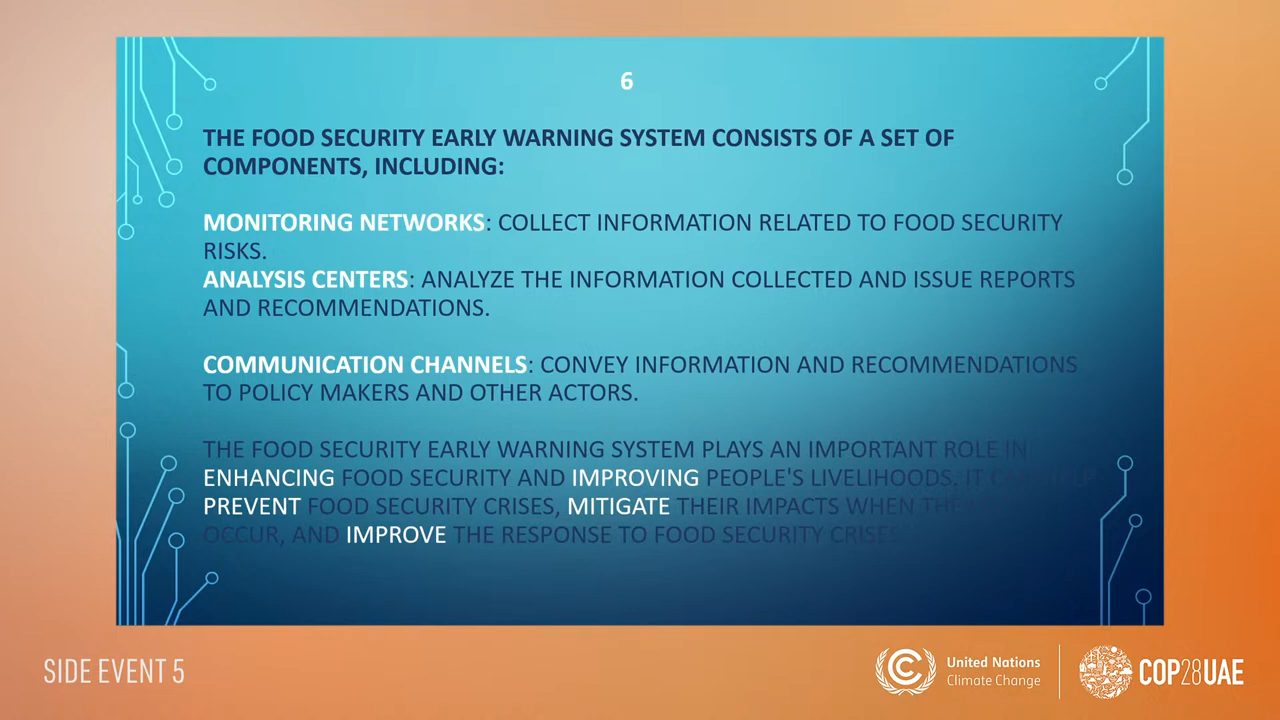 6
THE FOOD SECURITY EARLY WARNING SYSTEM CONSISTS OF A SET OF
COMPONENTS, INCLUDING:
MONITORING NETWORKS: COLLECT INFORMATION RELATED TO FOOD SECURITY
RISKS.
ANALYSIS CENTERS: ANALYZE THE INFORMATION COLLECTED AND ISSUE REPORTS
AND RECOMMENDATIONS.
COMMUNICATION CHANNELS: CONVEY INFORMATION AND RECOMMENDATIONS
TO POLICY MAKERS AND OTHER ACTORS.
THE FOOD SECURITY EARLY WARNING SYSTEM PLAYS AN IMPORTANT ROLE IN
ENHANCING FOOD SECURITY AND IMPROVING PEOPLE'S LIVELIHOODS. IT
PREVENT FOOD SECURITY CRISES, MITIGATE THEIR IMPACTS WHEN
OCCUR, AND IMPROVE THE RESPONSE TO FOOD SECURITY CRISES
SIDE EVENT 5
United Nations
Climate Change
COP28UAE